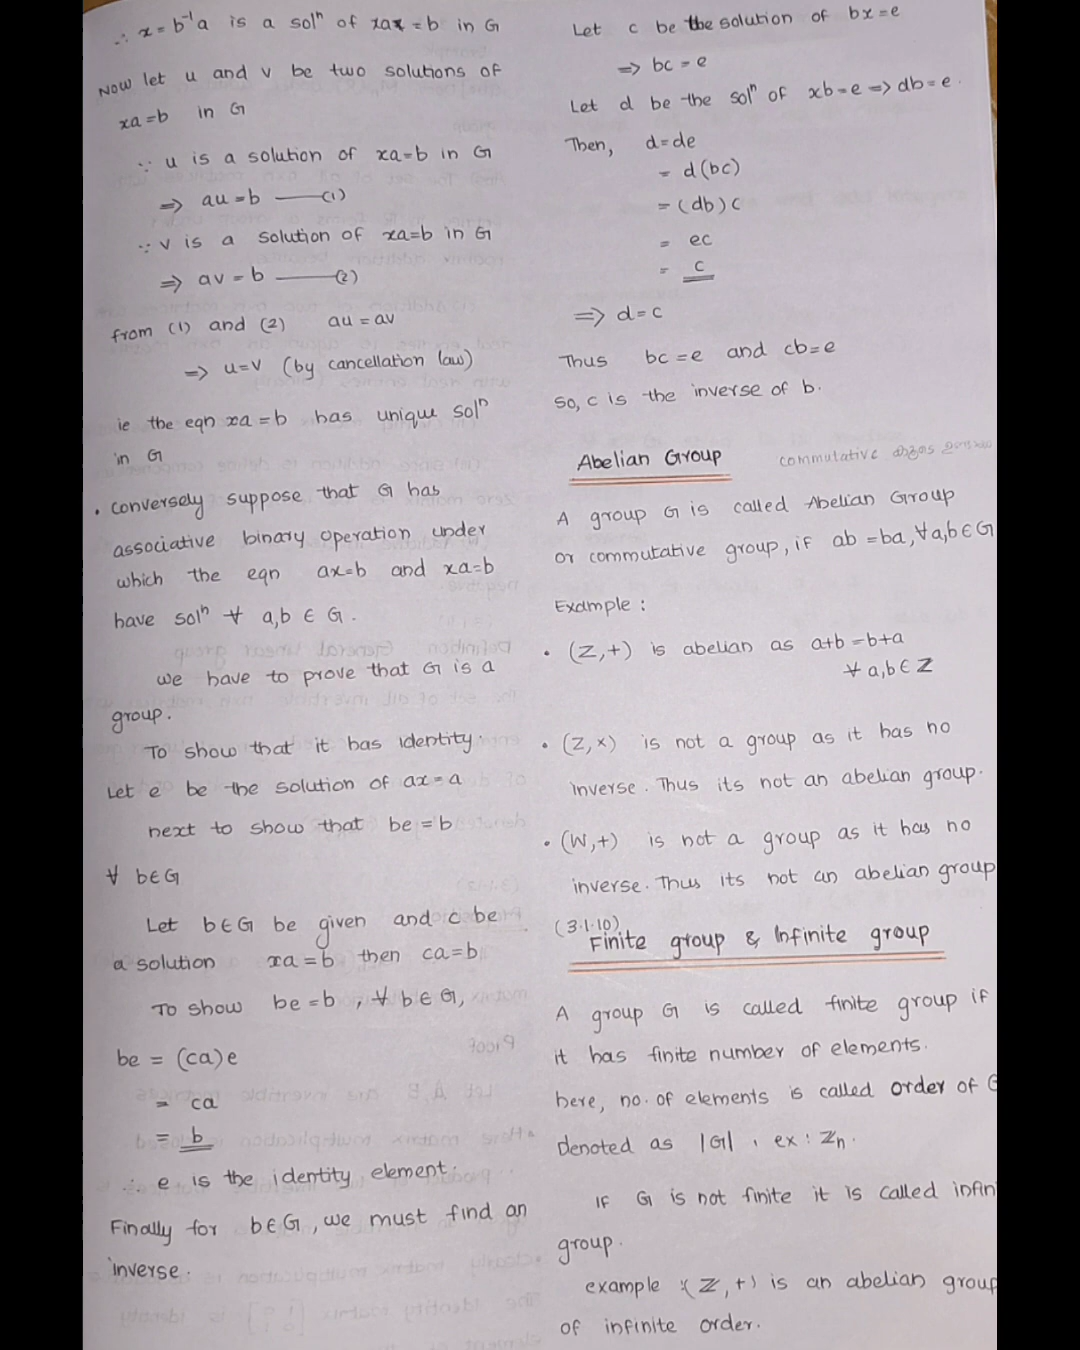 ∴ x = b⁻¹a is a solⁿ of xax = b in G
Now let u and v be two solutions of
xa = b in G
∵ u is a solution of xa=b in G
⇒ au = b —— (1)
∵ v is a solution of xa=b in G
⇒ av = b —— (2)
from (1) and (2) au = av
⇒ u=v (by cancellation law)
ie the eqn xa = b has unique solⁿ
in G
• conversely suppose that G has
associative binary operation under
which the eqn ax=b and xa=b
have solⁿ ∀ a,b ∈ G.
we have to prove that G is a
group.
To show that it has identity.
Let e be the solution of ax=a
next to show that be = b
∀ b∈G
Let b∈G be given and c be
a solution xa = b then ca=b
To show be = b , ∀ b∈G,
be = (ca)e
= ca
= b
∴ e is the identity element.
Finally for b∈G, we must find an
inverse.
Let c be the solution of bx=e
⇒ bc = e
Let d be the solⁿ of xb=e ⇒ db=e.
Then, d=de
= d(bc)
= (db)c
= ec
= c
⇒ d=c
Thus bc = e and cb=e
so, c is the inverse of b.
Abelian Group commutative
A group G is called Abelian Group
or commutative group, if ab = ba, ∀a,b∈G
Example :
• (Z,+) is abelian as a+b = b+a
∀ a,b∈Z
• (Z,×) is not a group as it has no
inverse. Thus its not an abelian group.
• (W,+) is not a group as it has no
inverse. Thus its not an abelian group
(3.1.10)
Finite group & Infinite group
A group G is called finite group if
it has finite number of elements.
here, no. of elements is called order of G
Denoted as |G| , ex : Zn.
If G is not finite it is called infin
group.
example :(Z,+) is an abelian group
of infinite order.